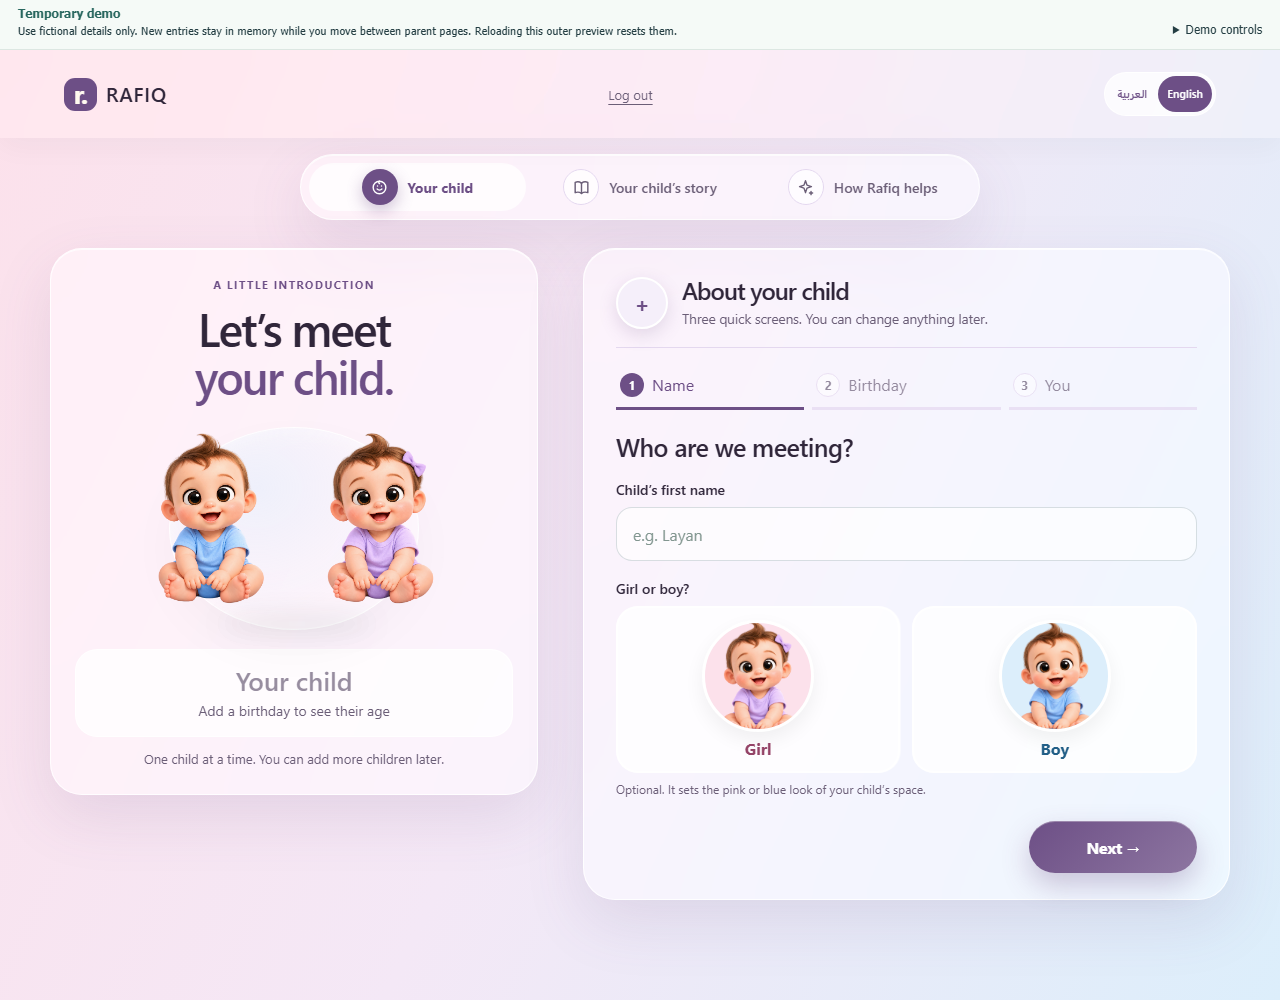 Temporary demo
Use fictional details only. New entries stay in memory while you move between parent pages. Reloading this outer preview resets them.
▶ Demo controls
r. RAFIQ
Log out
العربية
English
Your child
Your child's story
How Rafiq helps
A LITTLE INTRODUCTION
Let's meet
your child.
Your child
Add a birthday to see their age
One child at a time. You can add more children later.
+
About your child
Three quick screens. You can change anything later.
1 Name
2 Birthday
3 You
Who are we meeting?
Child's first name
e.g. Layan
Girl or boy?
Girl
Boy
Optional. It sets the pink or blue look of your child's space.
Next →